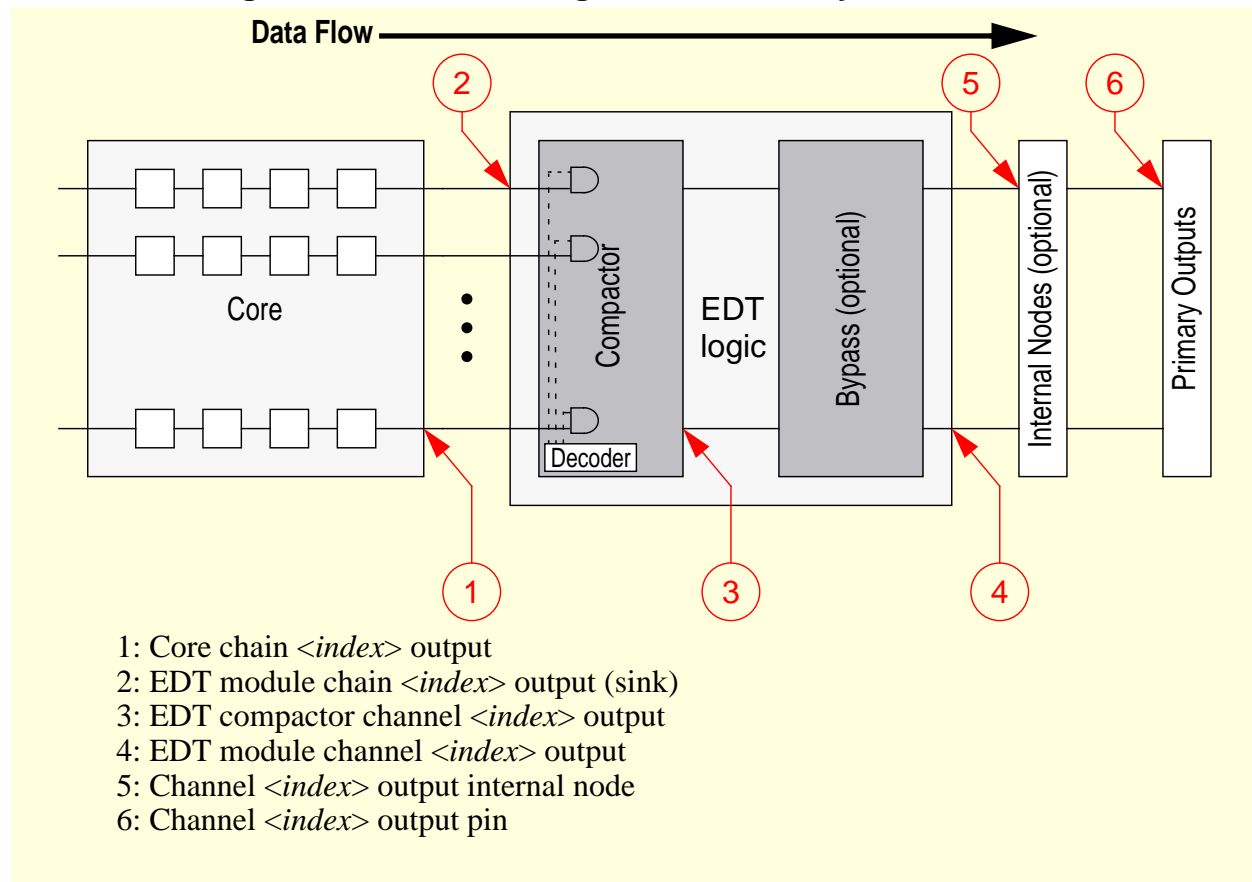 Data Flow
2
5
6
Core
Compactor
Decoder
EDT
logic
Bypass (optional)
Internal Nodes (optional)
Primary Outputs
1
3
4
1: Core chain <index> output
2: EDT module chain <index> output (sink)
3: EDT compactor channel <index> output
4: EDT module channel <index> output
5: Channel <index> output internal node
6: Channel <index> output pin